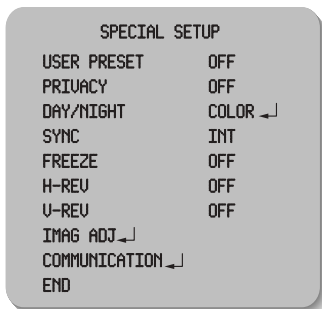 SPECIAL SETUP
USER PRESET OFF
PRIVACY OFF
DAY/NIGHT COLOR ↵
SYNC INT
FREEZE OFF
H-REV OFF
V-REV OFF
IMAG ADJ ↵
COMMUNICATION ↵
END